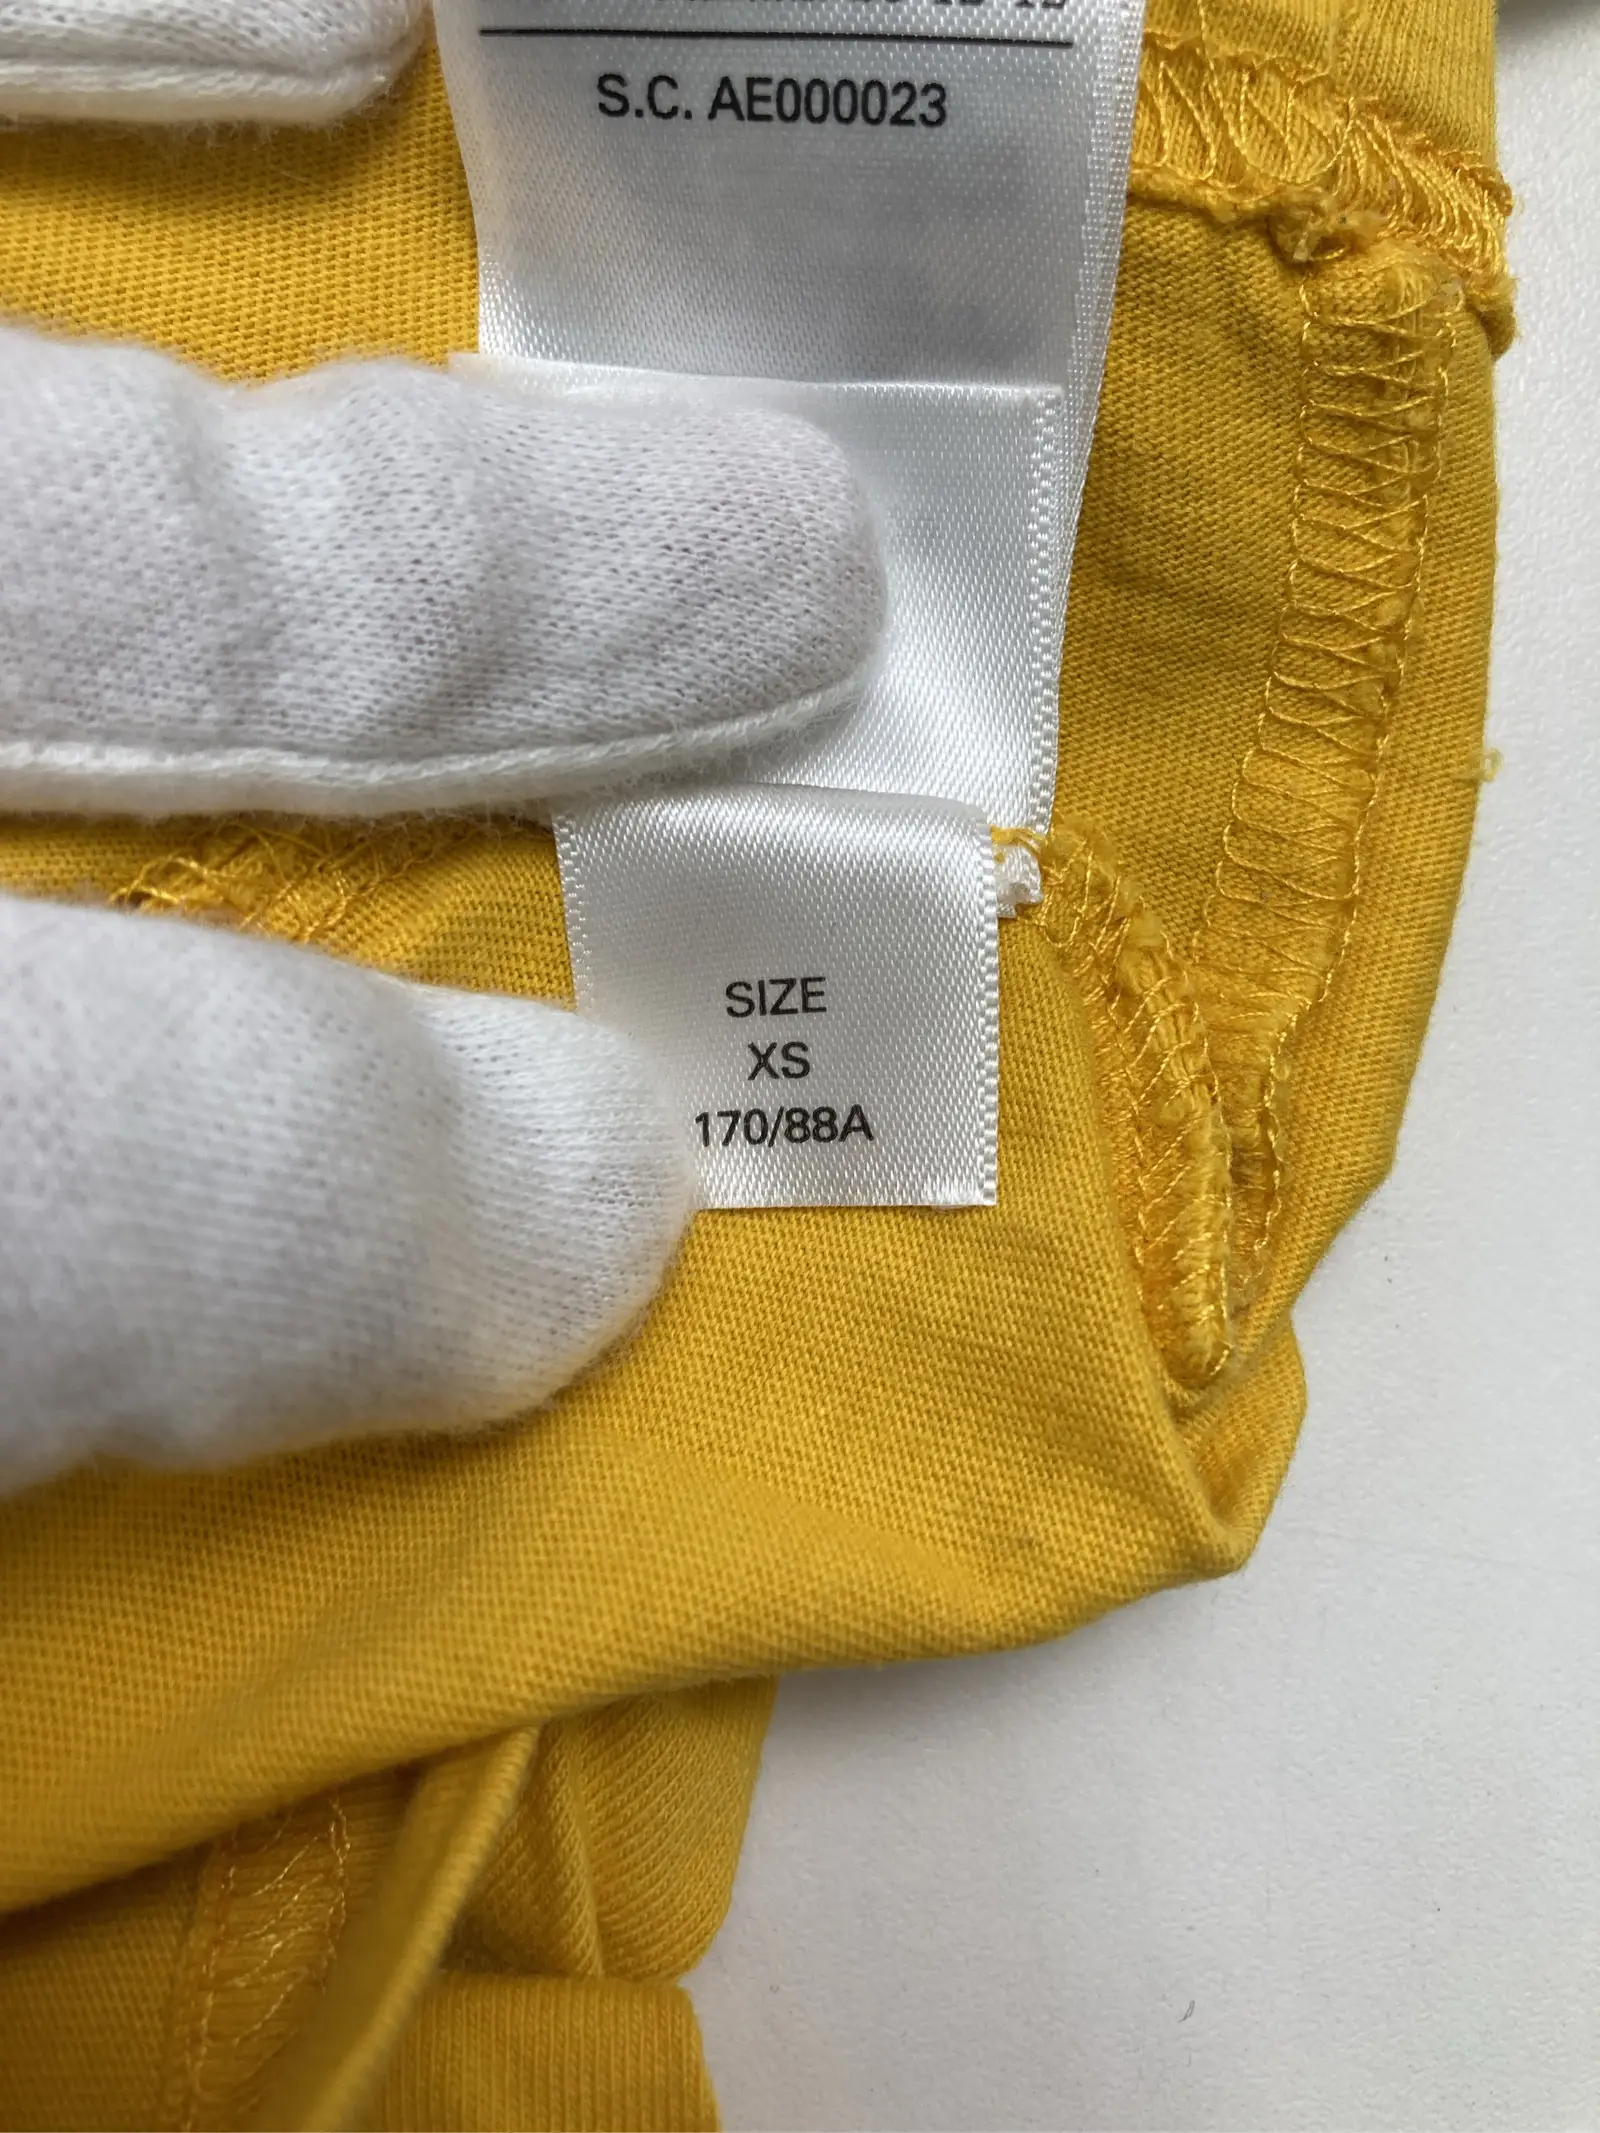 S.C. AE000023
SIZE
XS
170/88A